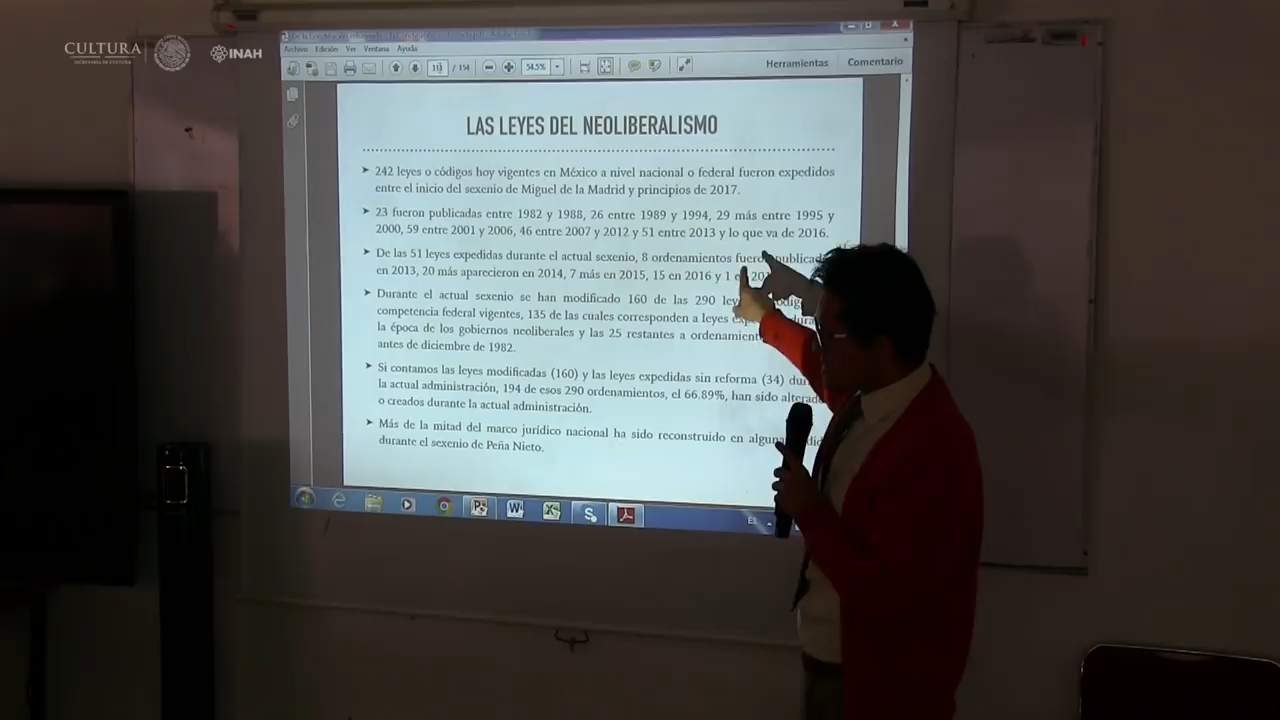 CULTURA
SECRETARÍA DE CULTURA
INAH
Archivo Edición Ver Ventana Ayuda
113 / 154
54.5%
Herramientas
Comentario
LAS LEYES DEL NEOLIBERALISMO
➤ 242 leyes o códigos hoy vigentes en México a nivel nacional o federal fueron expedidos
entre el inicio del sexenio de Miguel de la Madrid y principios de 2017.
➤ 23 fueron publicadas entre 1982 y 1988, 26 entre 1989 y 1994, 29 más entre 1995 y
2000, 59 entre 2001 y 2006, 46 entre 2007 y 2012 y 51 entre 2013 y lo que va de 2016.
➤ De las 51 leyes expedidas durante el actual sexenio, 8 ordenamientos
en 2013, 20 más aparecieron en 2014, 7 más en 2015, 15 en 2016 y 1
➤ Durante el actual sexenio se han modificado 160 de las 290
competencia federal vigentes, 135 de las cuales corresponden a leyes
la época de los gobiernos neoliberales y las 25 restantes a
antes de diciembre de 1982.
➤ Si contamos las leyes modificadas (160) y las leyes expedidas sin reforma (34)
la actual administración, 194 de esos 290 ordenamientos, el 66.89%, han sido
o creados durante la actual administración.
➤ Más de la mitad del marco jurídico nacional ha sido reconstruido en
durante el sexenio de Peña Nieto.
ES